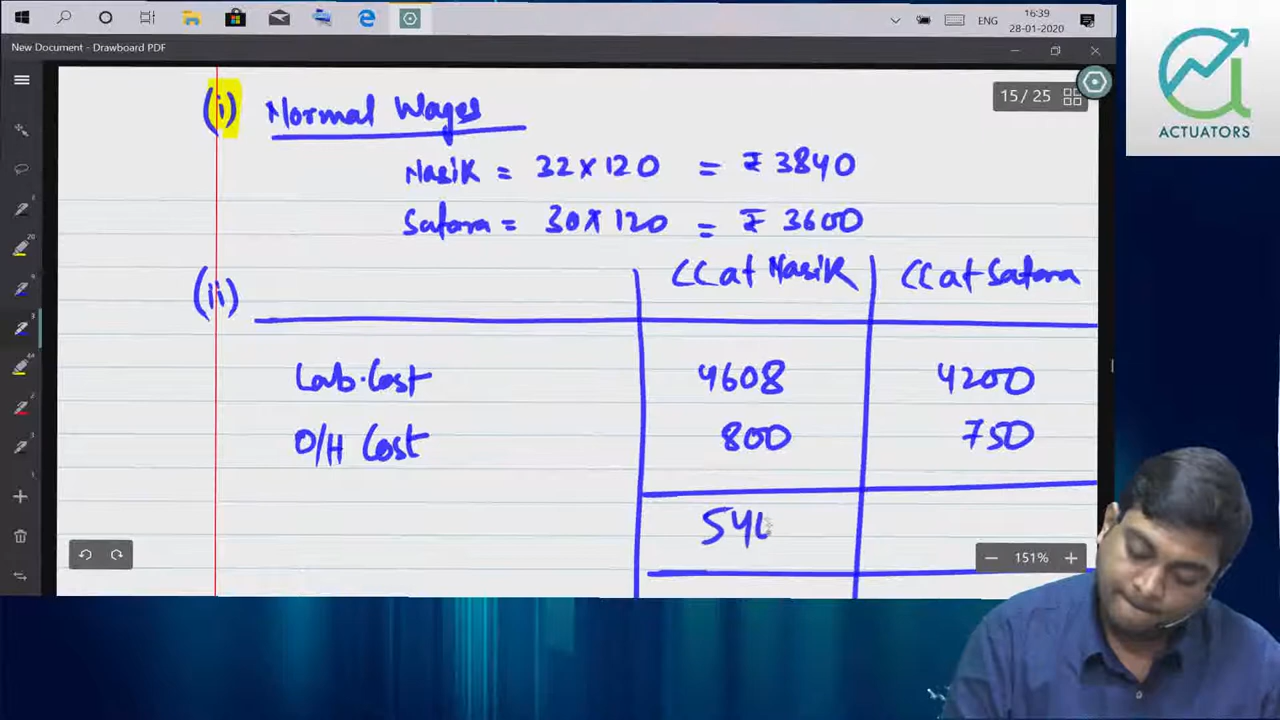 16:39
ENG
28-01-2020
New Document - Drawboard PDF
ACTUATORS
15 / 25
(i) Normal Wages
Nasik = 32 x 120 = ₹ 3840
Satara = 30 x 120 = ₹ 3600
(ii) CC at Nasik CC at Satara
Lab. Cost 4608 4200
O/H Cost 800 750
54
151%